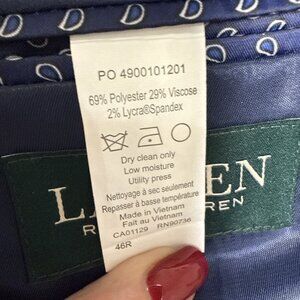 PO 4900101201
69% Polyester 29% Viscose
2% Lycra®Spandex
Dry clean only
Low moisture
Utility press
Nettoyage à sec seulement
Repasser à basse température
Made in Vietnam
Fait au Vietnam
CA01129 RN90736
46R